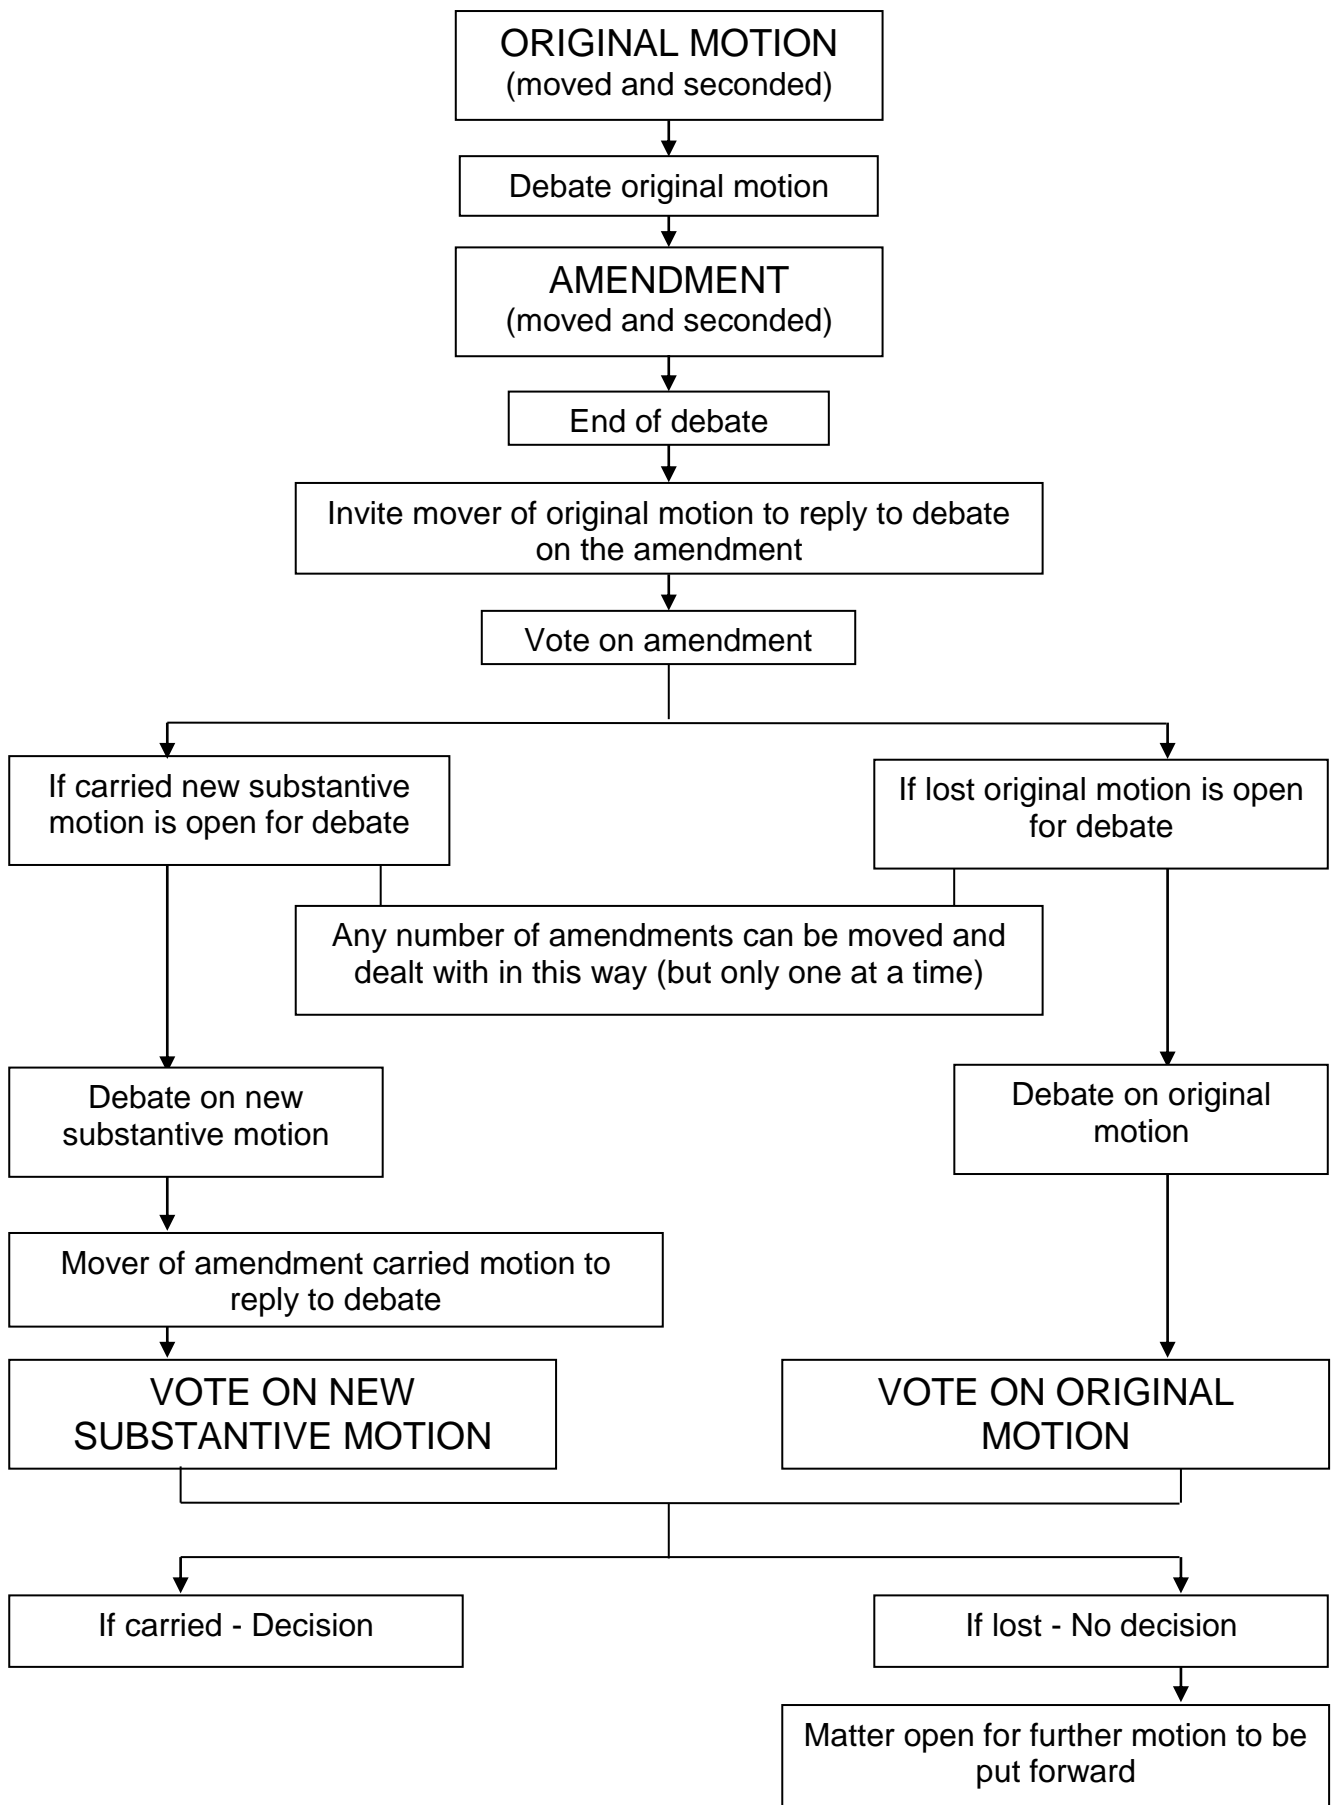 ORIGINAL MOTION
(moved and seconded)
Debate original motion
AMENDMENT
(moved and seconded)
End of debate
Invite mover of original motion to reply to debate
on the amendment
Vote on amendment
If carried new substantive
motion is open for debate
If lost original motion is open
for debate
Any number of amendments can be moved and
dealt with in this way (but only one at a time)
Debate on new
substantive motion
Debate on original
motion
Mover of amendment carried motion to
reply to debate
VOTE ON NEW
SUBSTANTIVE MOTION
VOTE ON ORIGINAL
MOTION
If carried - Decision
If lost - No decision
Matter open for further motion to be
put forward